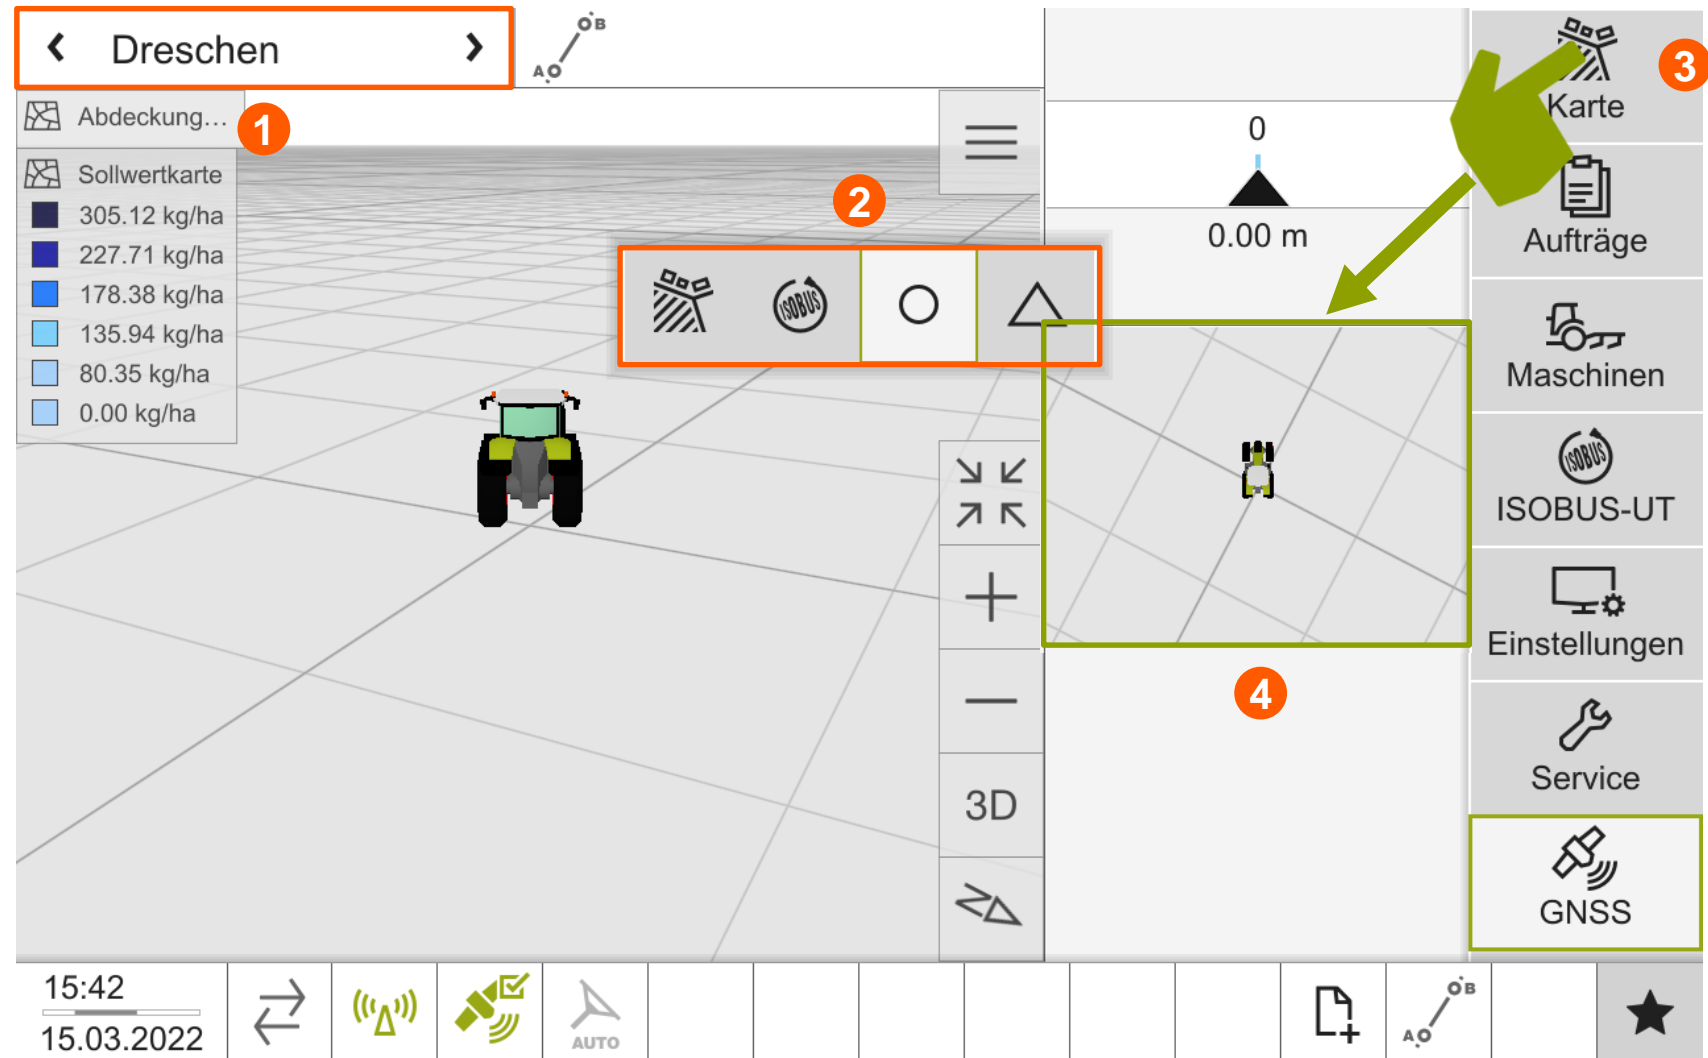 Dreschen
B
A
Abdeckung...
1
Sollwertkarte
305.12 kg/ha
227.71 kg/ha
178.38 kg/ha
135.94 kg/ha
80.35 kg/ha
0.00 kg/ha
2
ISOBUS
0
0.00 m
3
Karte
Aufträge
Maschinen
ISOBUS
ISOBUS-UT
Einstellungen
Service
GNSS
4
3D
N
15:42
15.03.2022
AUTO
B
A